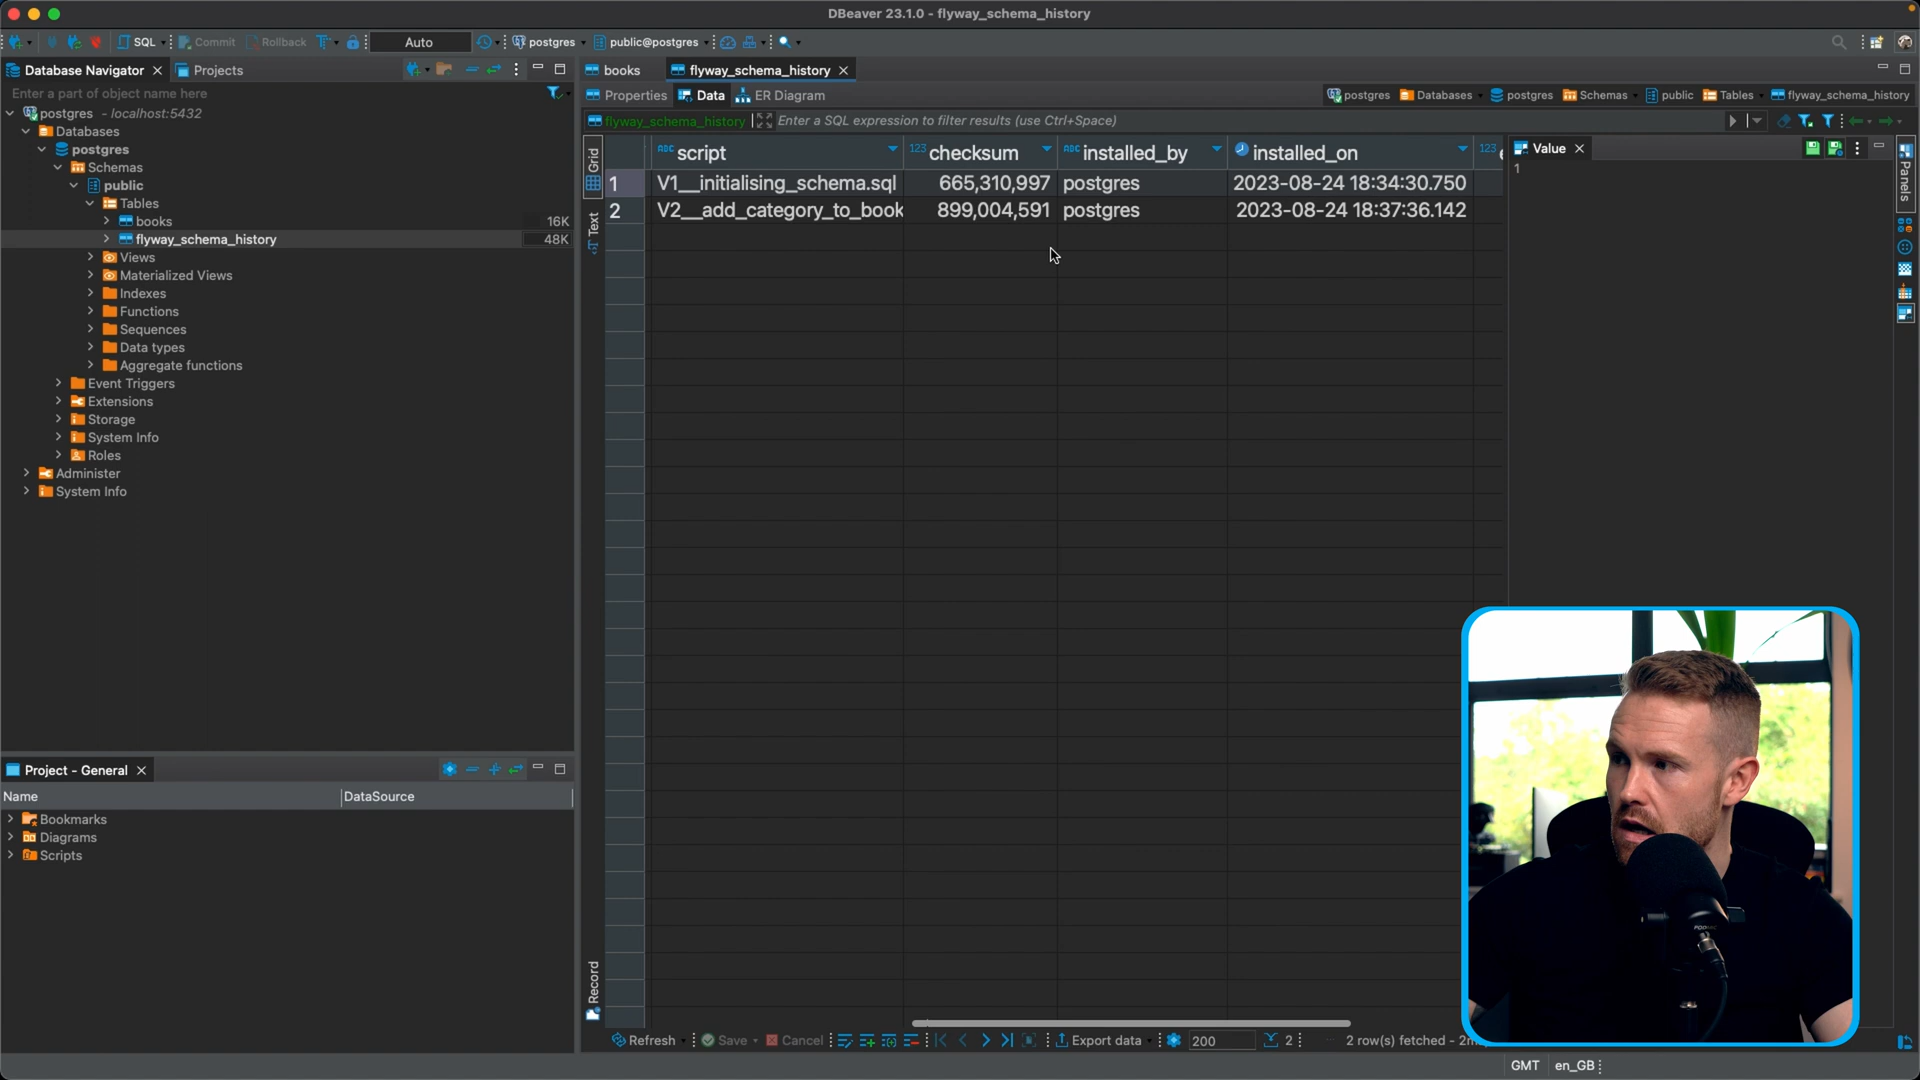 DBeaver 23.1.0 - flyway_schema_history
SQL Commit Rollback Auto postgres public@postgres
Database Navigator Projects
Enter a part of object name here
postgres - localhost:5432
Databases
postgres
Schemas
public
Tables
books 16K
flyway_schema_history 48K
Views
Materialized Views
Indexes
Functions
Sequences
Data types
Aggregate functions
Event Triggers
Extensions
Storage
System Info
Roles
Administer
System Info
Project - General
Name DataSource
Bookmarks
Diagrams
Scripts
books flyway_schema_history
Properties Data ER Diagram
postgres Databases postgres Schemas public Tables flyway_schema_history
flyway_schema_history Enter a SQL expression to filter results (use Ctrl+Space)
Grid
Text
Record
ABC script 123 checksum ABC installed_by installed_on 123
1 V1__initialising_schema.sql 665,310,997 postgres 2023-08-24 18:34:30.750
2 V2__add_category_to_book 899,004,591 postgres 2023-08-24 18:37:36.142
Value
1
Panels
Refresh Save Cancel Export data 200 2 2 row(s) fetched - 2m
GMT en_GB